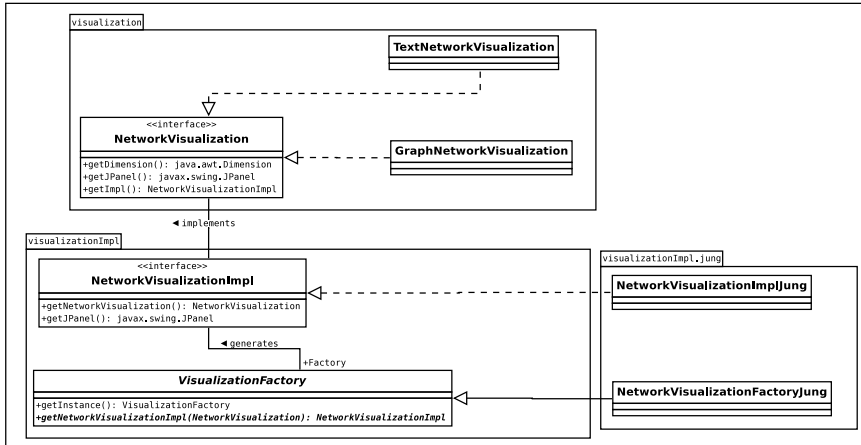 visualization
TextNetworkVisualization
<<interface>>
NetworkVisualization
+getDimension(): java.awt.Dimension
+getJPanel(): javax.swing.JPanel
+getImpl(): NetworkVisualizationImpl
GraphNetworkVisualization
◄ implements
visualizationImpl
<<interface>>
NetworkVisualizationImpl
+getNetworkVisualization(): NetworkVisualization
+getJPanel(): javax.swing.JPanel
◄ generates
+Factory
VisualizationFactory
+getInstance(): VisualizationFactory
+getNetworkVisualizationImpl(NetworkVisualization): NetworkVisualizationImpl
visualizationImpl.jung
NetworkVisualizationImplJung
NetworkVisualizationFactoryJung